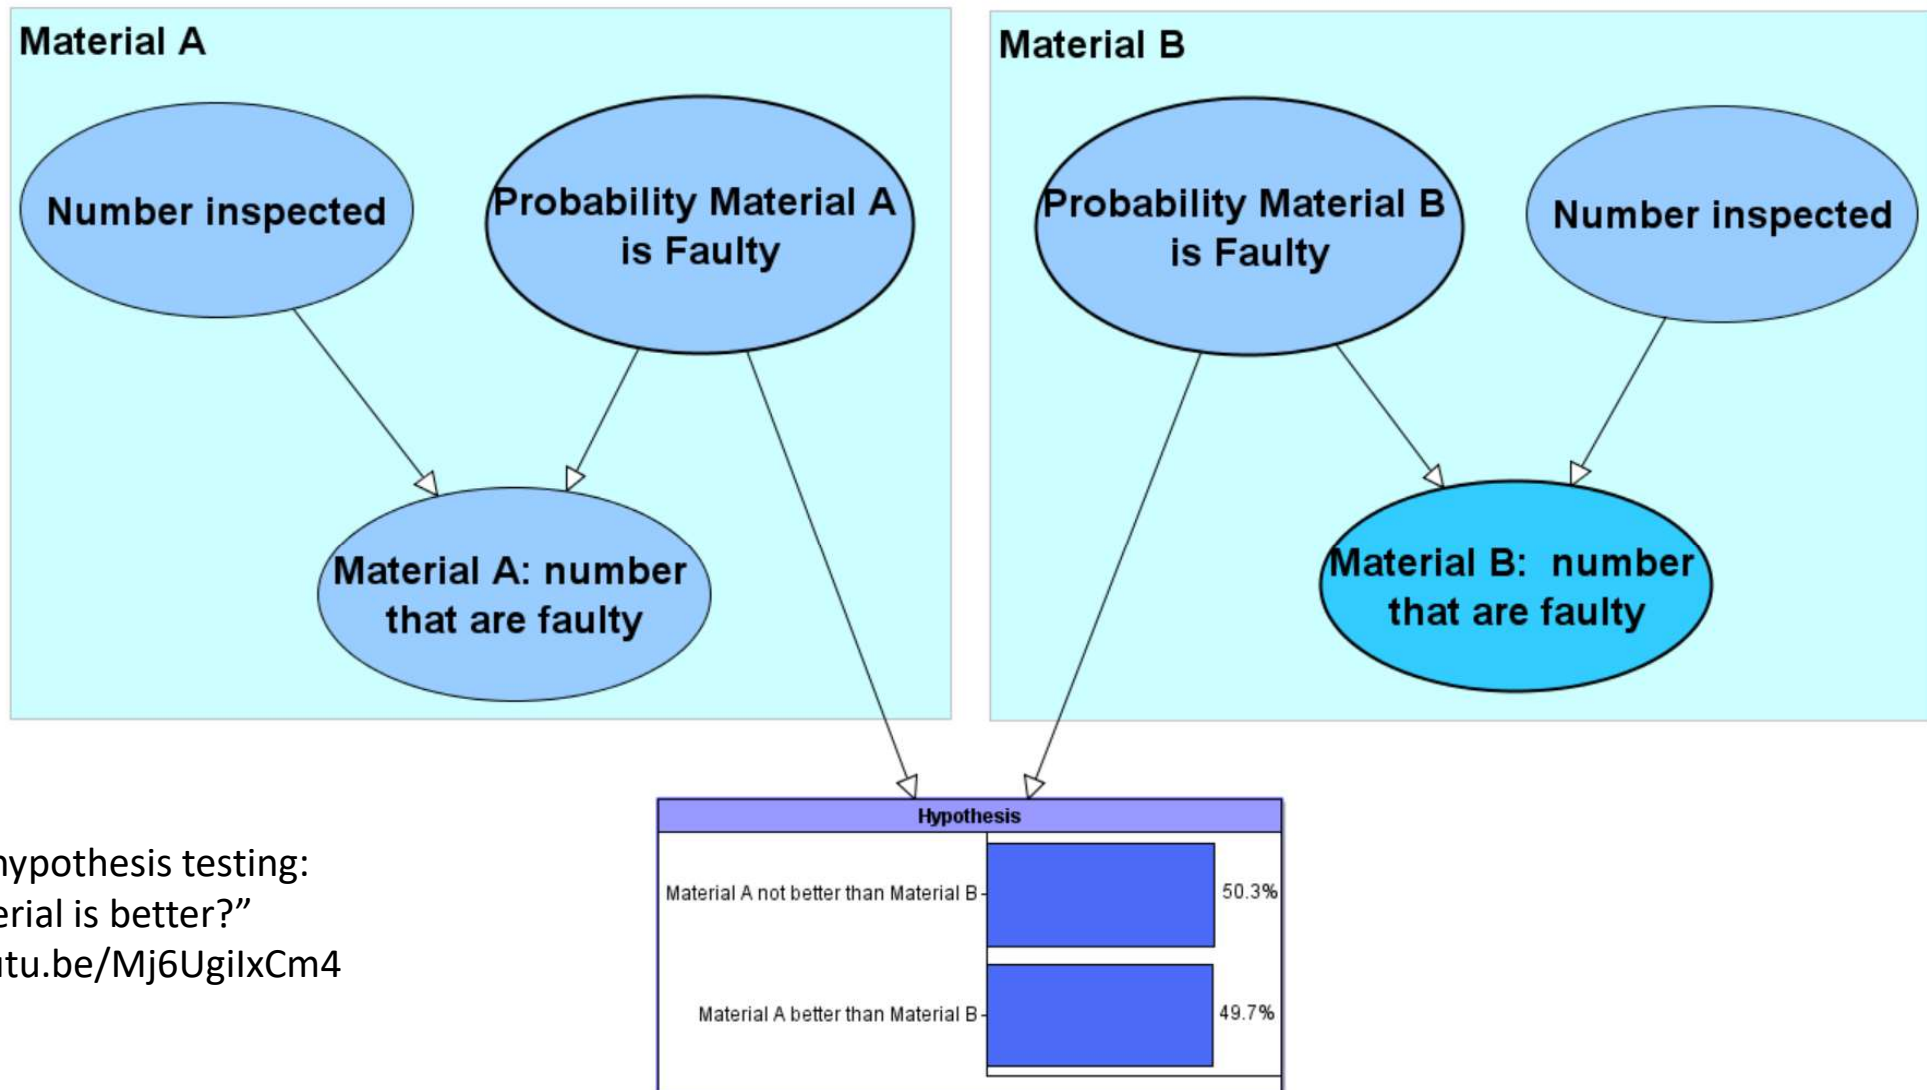 Material A
Number inspected
Probability Material A
is Faulty
Material A: number
that are faulty
Material B
Probability Material B
is Faulty
Number inspected
Material B:  number
that are faulty
hypothesis testing:
erial is better?”
utu.be/Mj6UgiIxCm4
Hypothesis
Material A not better than Material B
50.3%
Material A better than Material B
49.7%